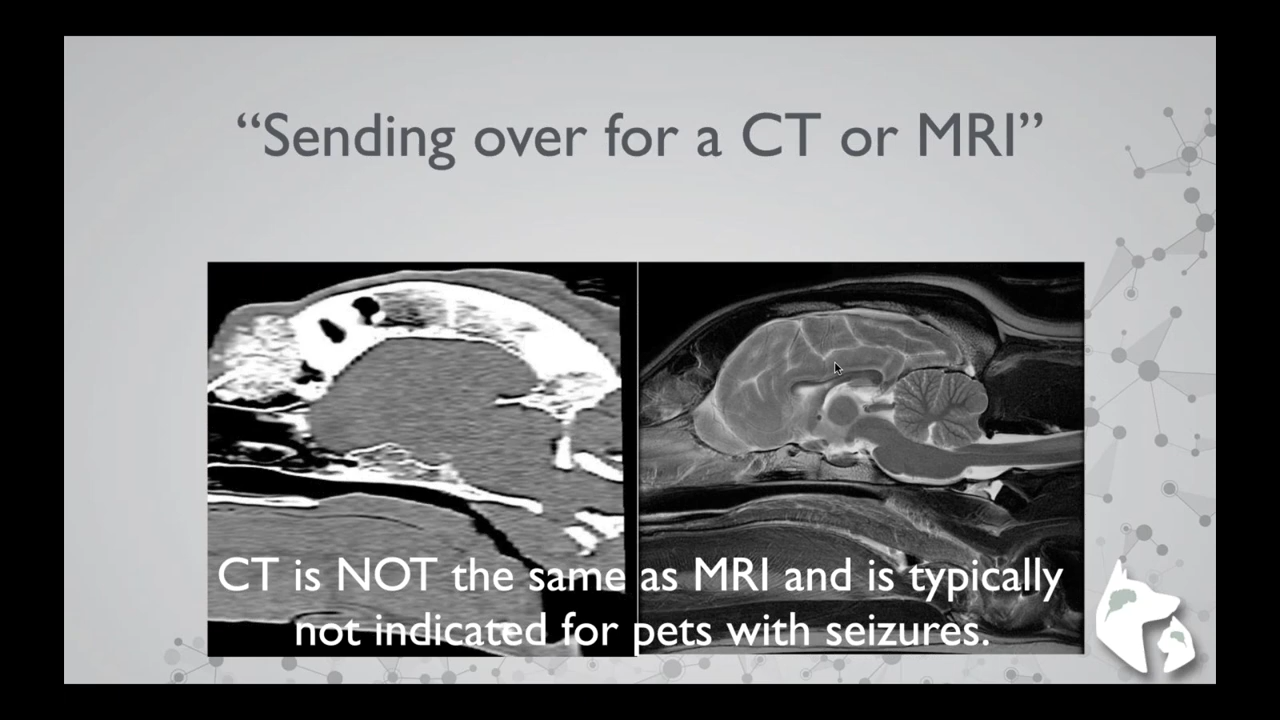 “Sending over for a CT or MRI”
CT is NOT the same as MRI and is typically
not indicated for pets with seizures.